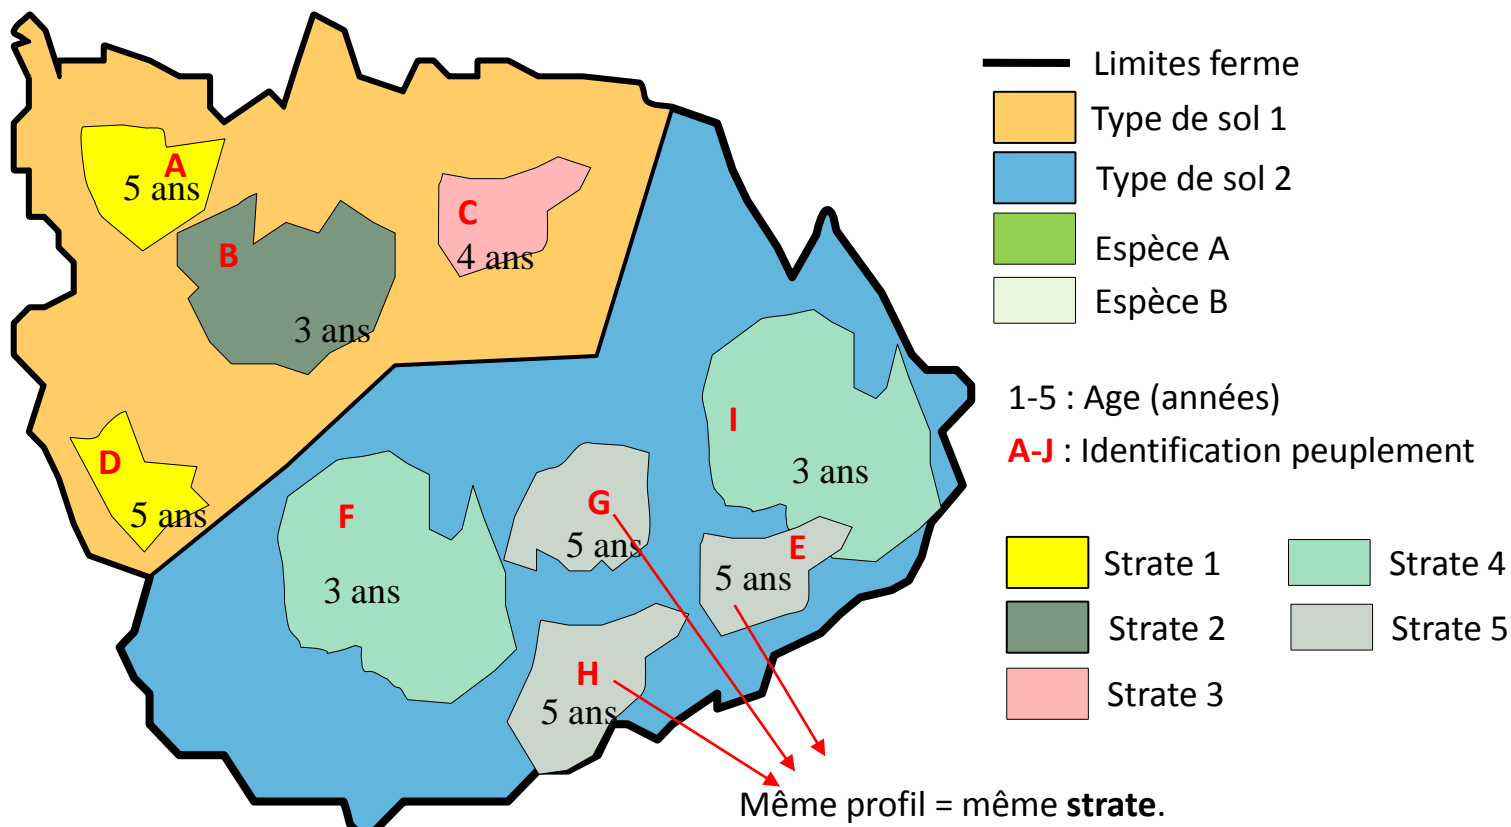 Limites ferme
Type de sol 1
Type de sol 2
Espèce A
Espèce B
1-5 : Age (années)
A-J : Identification peuplement
Strate 1
Strate 4
Strate 2
Strate 5
Strate 3
A
5 ans
B
3 ans
C
4 ans
D
5 ans
F
3 ans
G
5 ans
I
3 ans
E
5 ans
H
5 ans
Même profil = même strate.